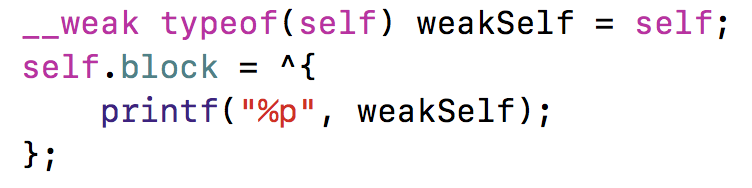 __weak typeof(self) weakSelf = self;
self.block = ^{
    printf("%p", weakSelf);
};